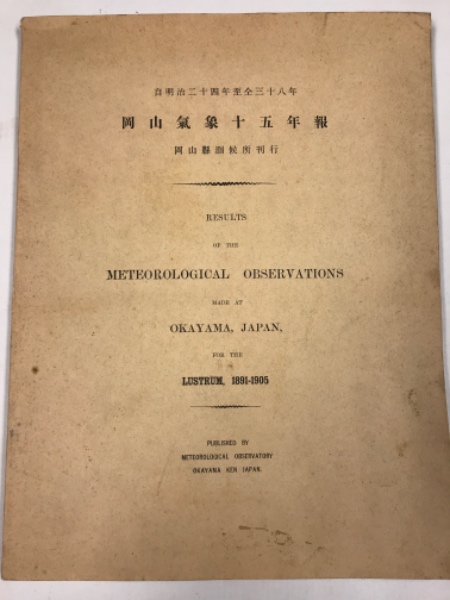 自明治二十四年至仝三十八年
岡山氣象十五年報
岡山縣測候所刊行
RESULTS
OF THE
METEOROLOGICAL OBSERVATIONS
MADE AT
OKAYAMA, JAPAN,
FOR THE
LUSTRUM, 1891-1905
PUBLISHED BY
METEOROLOGICAL OBSERVATORY
OKAYAMA KEN JAPAN.